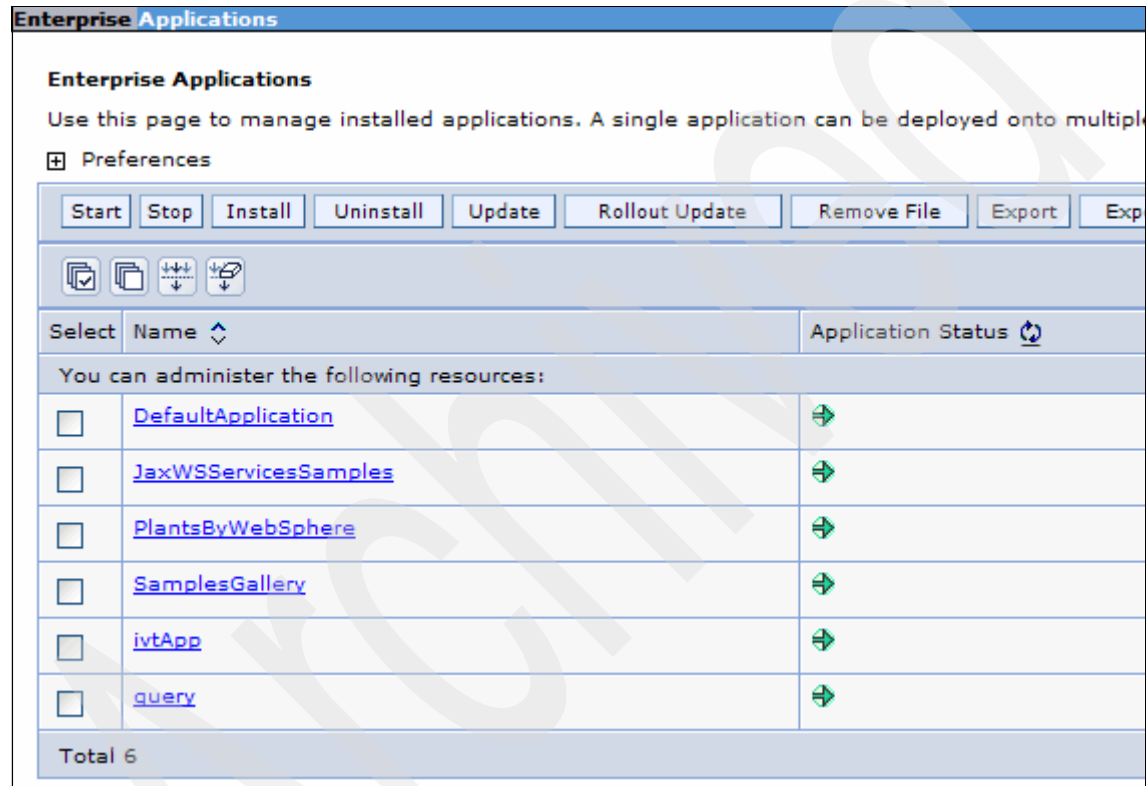 Enterprise Applications
Enterprise Applications
Use this page to manage installed applications. A single application can be deployed onto multiple
Preferences
Start Stop Install Uninstall Update Rollout Update Remove File Export Exp
Select Name Application Status
You can administer the following resources:
DefaultApplication
JaxWSServicesSamples
PlantsByWebSphere
SamplesGallery
ivtApp
query
Total 6
Archived